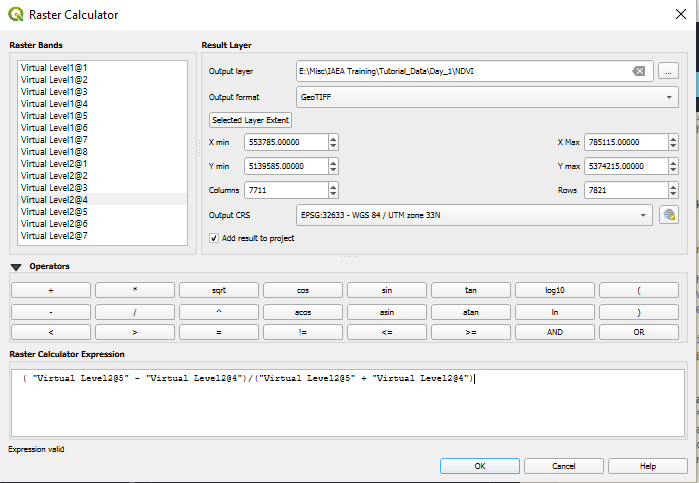 Raster Calculator
Raster Bands
Virtual Level1@1
Virtual Level1@2
Virtual Level1@3
Virtual Level1@4
Virtual Level1@5
Virtual Level1@6
Virtual Level1@7
Virtual Level1@8
Virtual Level2@1
Virtual Level2@2
Virtual Level2@3
Virtual Level2@4
Virtual Level2@5
Virtual Level2@6
Virtual Level2@7
Result Layer
Output layer E:\Misc\IAEA Training\Tutorial_Data\Day_1\NDVI ...
Output format GeoTIFF
Selected Layer Extent
X min 553785.00000 X Max 785115.00000
Y min 5139585.00000 Y max 5374215.00000
Columns 7711 Rows 7821
Output CRS EPSG:32633 - WGS 84 / UTM zone 33N
Add result to project
Operators
+ * sqrt cos sin tan log10 (
- / ^ acos asin atan ln )
< > = != <= >= AND OR
Raster Calculator Expression
( "Virtual Level2@5" - "Virtual Level2@4")/("Virtual Level2@5" + "Virtual Level2@4")
Expression valid
OK Cancel Help